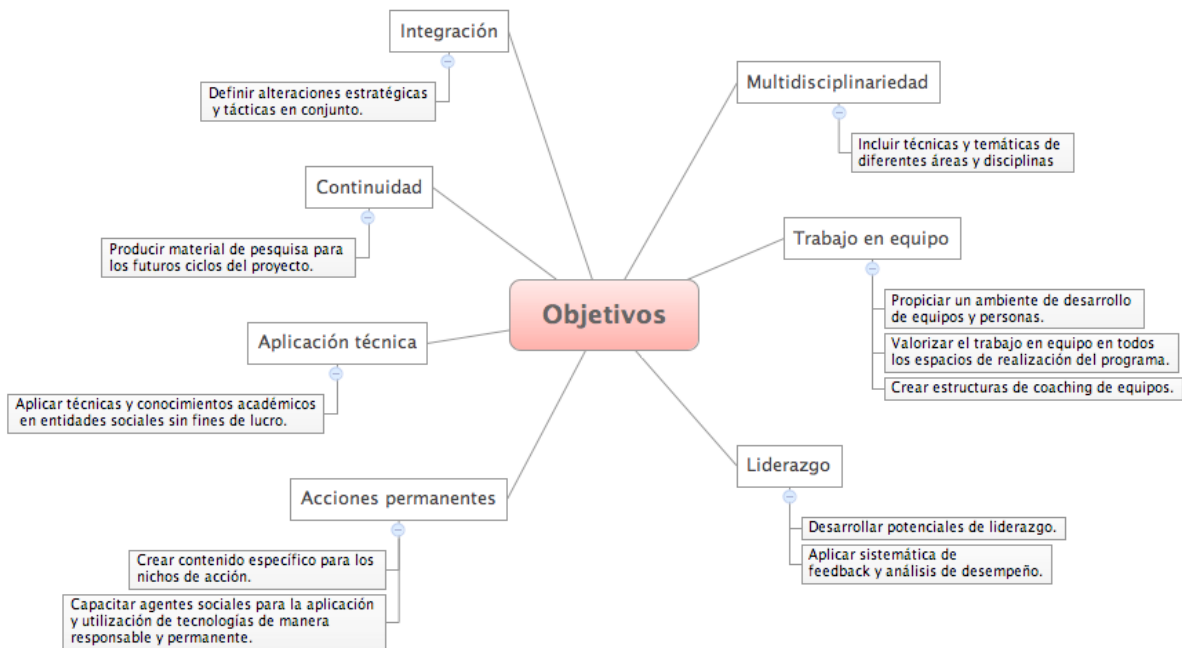 Integración
Definir alteraciones estratégicas
y tácticas en conjunto.
Continuidad
Producir material de pesquisa para
los futuros ciclos del proyecto.
Aplicación técnica
Aplicar técnicas y conocimientos académicos
en entidades sociales sin fines de lucro.
Acciones permanentes
Crear contenido específico para los
nichos de acción.
Capacitar agentes sociales para la aplicación
y utilización de tecnologías de manera
responsable y permanente.
Objetivos
Multidisciplinariedad
Incluir técnicas y temáticas de
diferentes áreas y disciplinas
Trabajo en equipo
Propiciar un ambiente de desarrollo
de equipos y personas.
Valorizar el trabajo en equipo en todos
los espacios de realización del programa.
Crear estructuras de coaching de equipos.
Liderazgo
Desarrollar potenciales de liderazgo.
Aplicar sistemática de
feedback y análisis de desempeño.